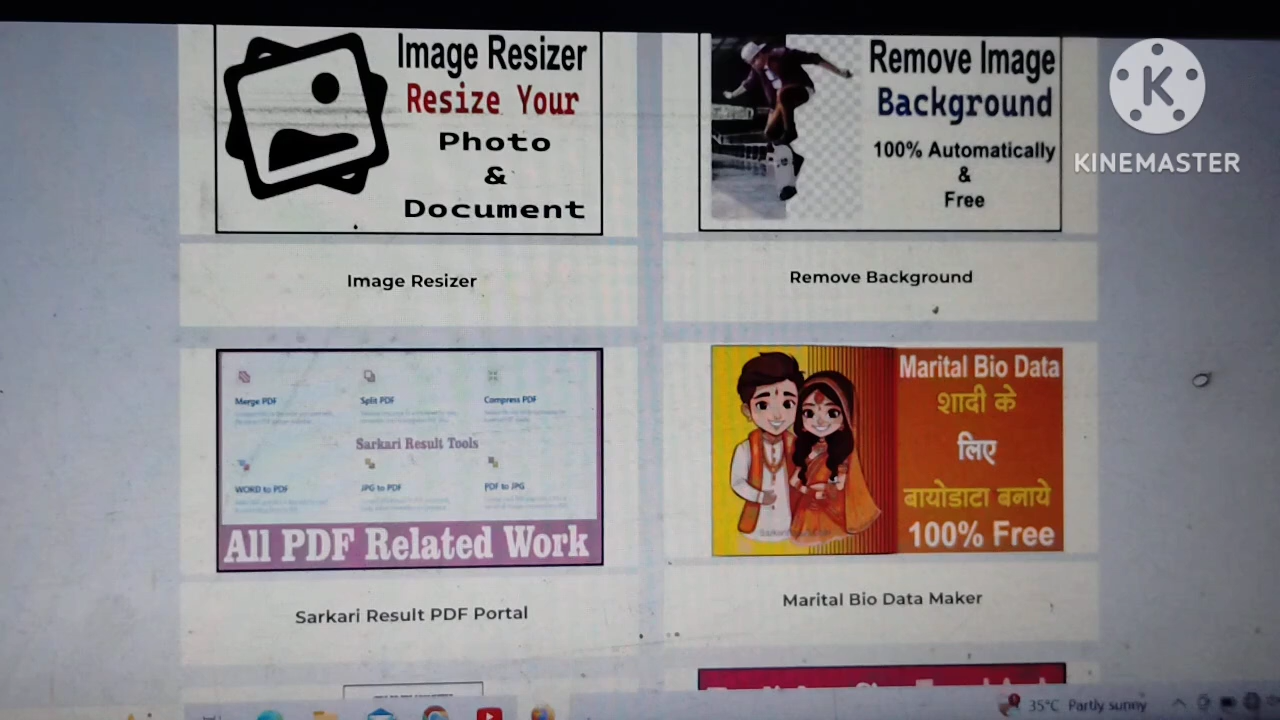 Image Resizer
Resize Your
Photo
&
Document
Image Resizer
Remove Image
Background
100% Automatically
&
Free
Remove Background
K
KINEMASTER
Merge PDF
Split PDF
Compress PDF
Sarkari Result Tools
WORD to PDF
JPG to PDF
PDF to JPG
All PDF Related Work
Sarkari Result PDF Portal
Marital Bio Data
शादी के
लिए
बायोडाटा बनाये
100% Free
Marital Bio Data Maker
35°C Partly sunny